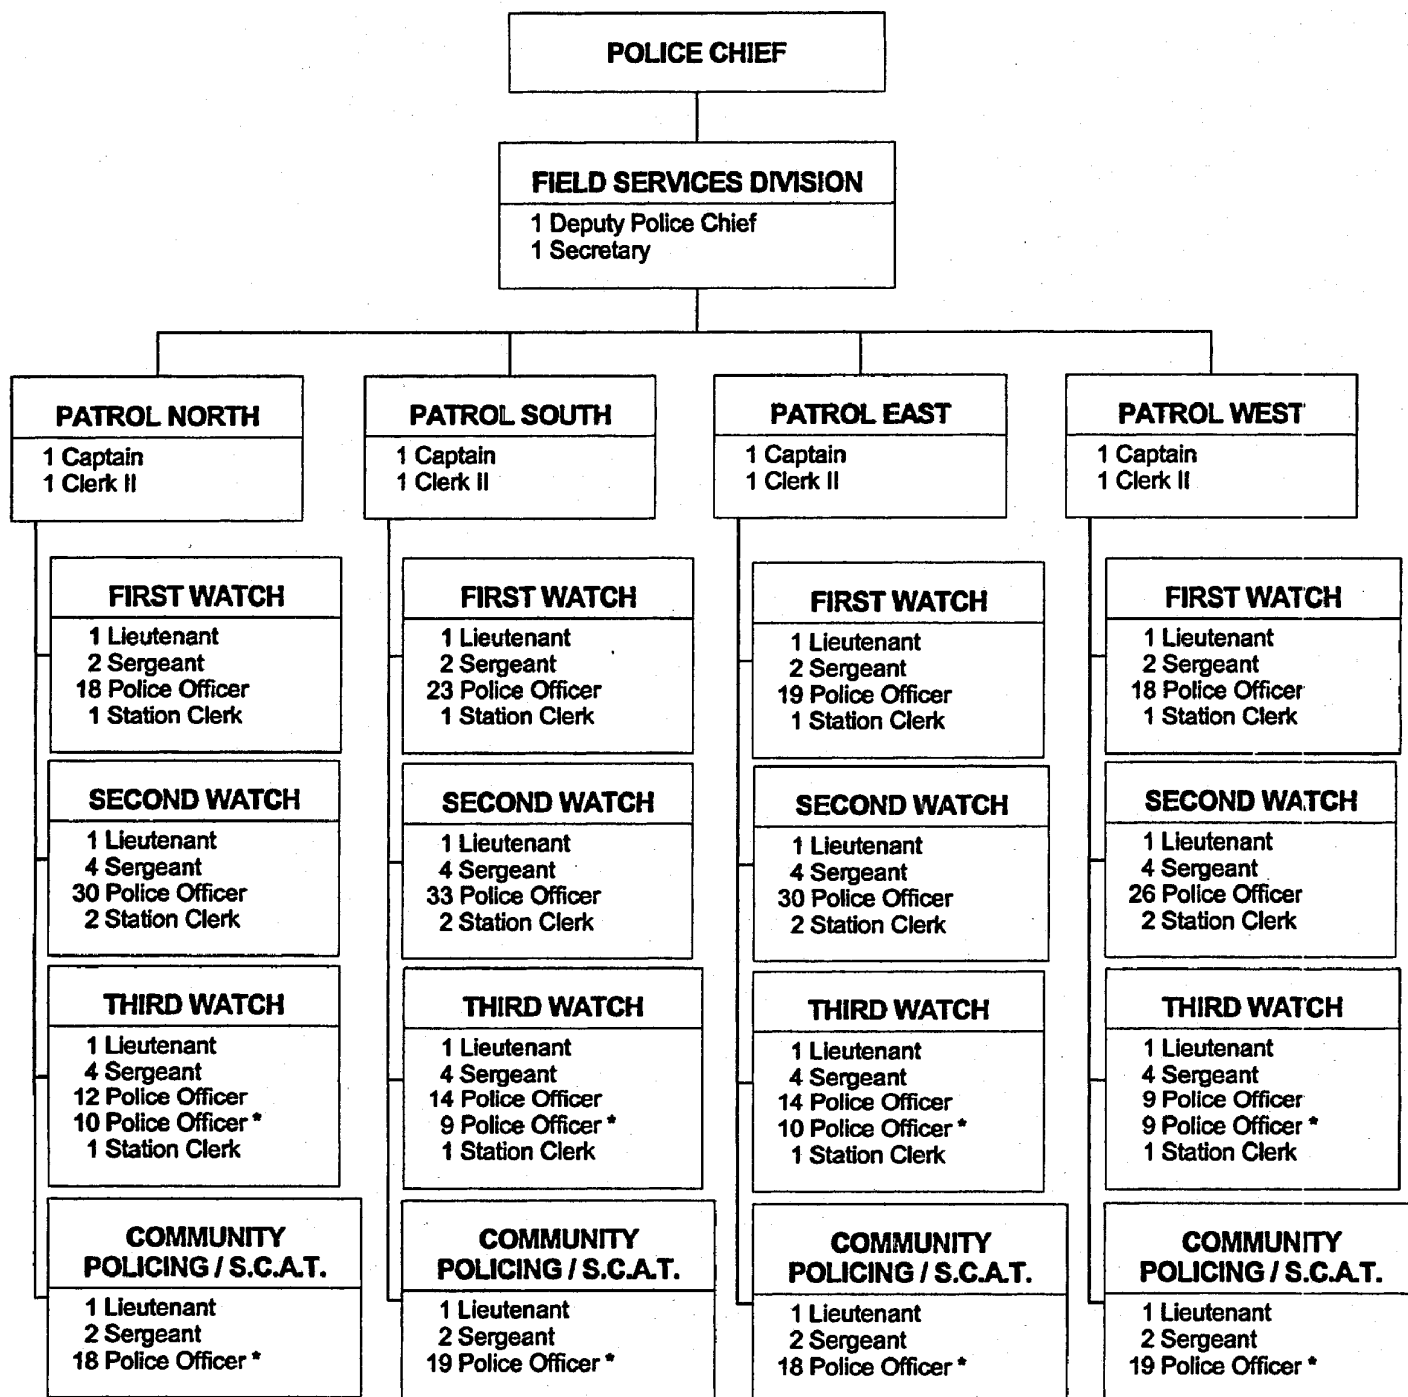 POLICE CHIEF
FIELD SERVICES DIVISION
1 Deputy Police Chief
1 Secretary
PATROL NORTH
1 Captain
1 Clerk II
FIRST WATCH
1 Lieutenant
2 Sergeant
18 Police Officer
1 Station Clerk
SECOND WATCH
1 Lieutenant
4 Sergeant
30 Police Officer
2 Station Clerk
THIRD WATCH
1 Lieutenant
4 Sergeant
12 Police Officer
10 Police Officer *
1 Station Clerk
COMMUNITY
POLICING / S.C.A.T.
1 Lieutenant
2 Sergeant
18 Police Officer *
PATROL SOUTH
1 Captain
1 Clerk II
FIRST WATCH
1 Lieutenant
2 Sergeant
23 Police Officer
1 Station Clerk
SECOND WATCH
1 Lieutenant
4 Sergeant
33 Police Officer
2 Station Clerk
THIRD WATCH
1 Lieutenant
4 Sergeant
14 Police Officer
9 Police Officer *
1 Station Clerk
COMMUNITY
POLICING / S.C.A.T.
1 Lieutenant
2 Sergeant
19 Police Officer *
PATROL EAST
1 Captain
1 Clerk II
FIRST WATCH
1 Lieutenant
2 Sergeant
19 Police Officer
1 Station Clerk
SECOND WATCH
1 Lieutenant
4 Sergeant
30 Police Officer
2 Station Clerk
THIRD WATCH
1 Lieutenant
4 Sergeant
14 Police Officer
10 Police Officer *
1 Station Clerk
COMMUNITY
POLICING / S.C.A.T.
1 Lieutenant
2 Sergeant
18 Police Officer *
PATROL WEST
1 Captain
1 Clerk II
FIRST WATCH
1 Lieutenant
2 Sergeant
18 Police Officer
1 Station Clerk
SECOND WATCH
1 Lieutenant
4 Sergeant
26 Police Officer
2 Station Clerk
THIRD WATCH
1 Lieutenant
4 Sergeant
9 Police Officer
9 Police Officer *
1 Station Clerk
COMMUNITY
POLICING / S.C.A.T.
1 Lieutenant
2 Sergeant
19 Police Officer *